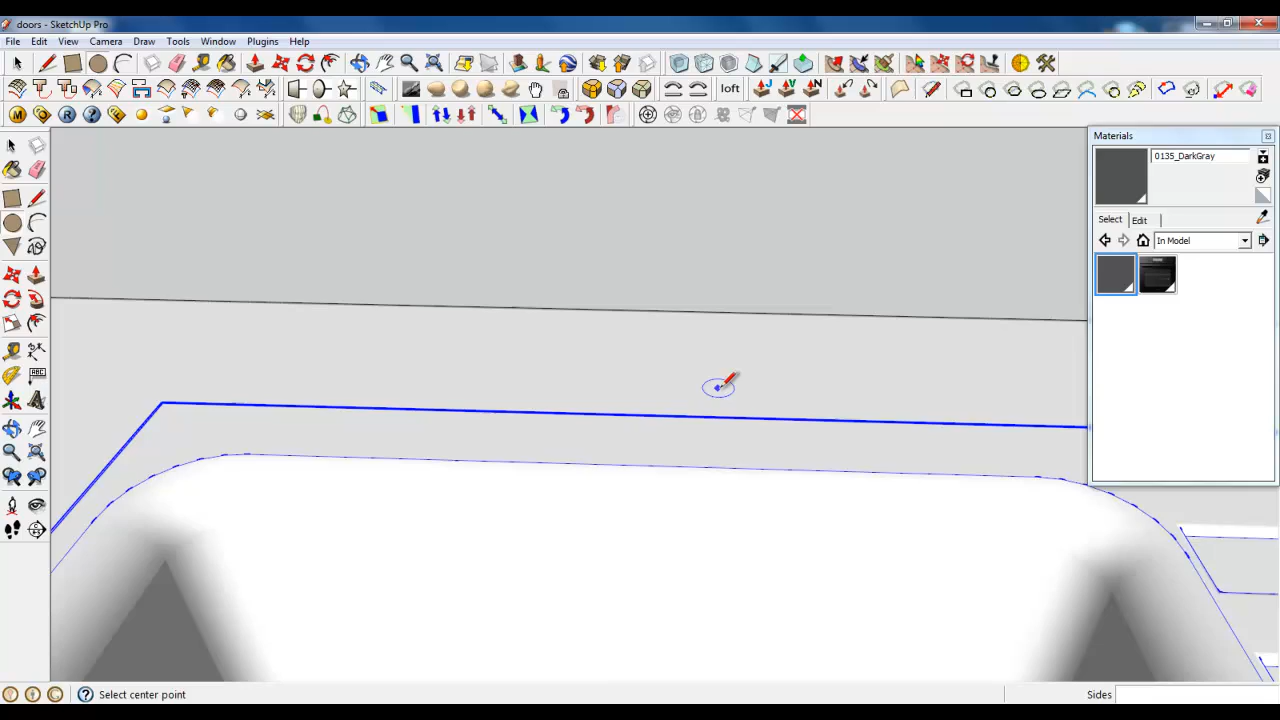 doors - SketchUp Pro
File Edit View Camera Draw Tools Window Plugins Help
loft
M R
Materials
0135_DarkGray
Select Edit
In Model
ABC
Select center point
Sides